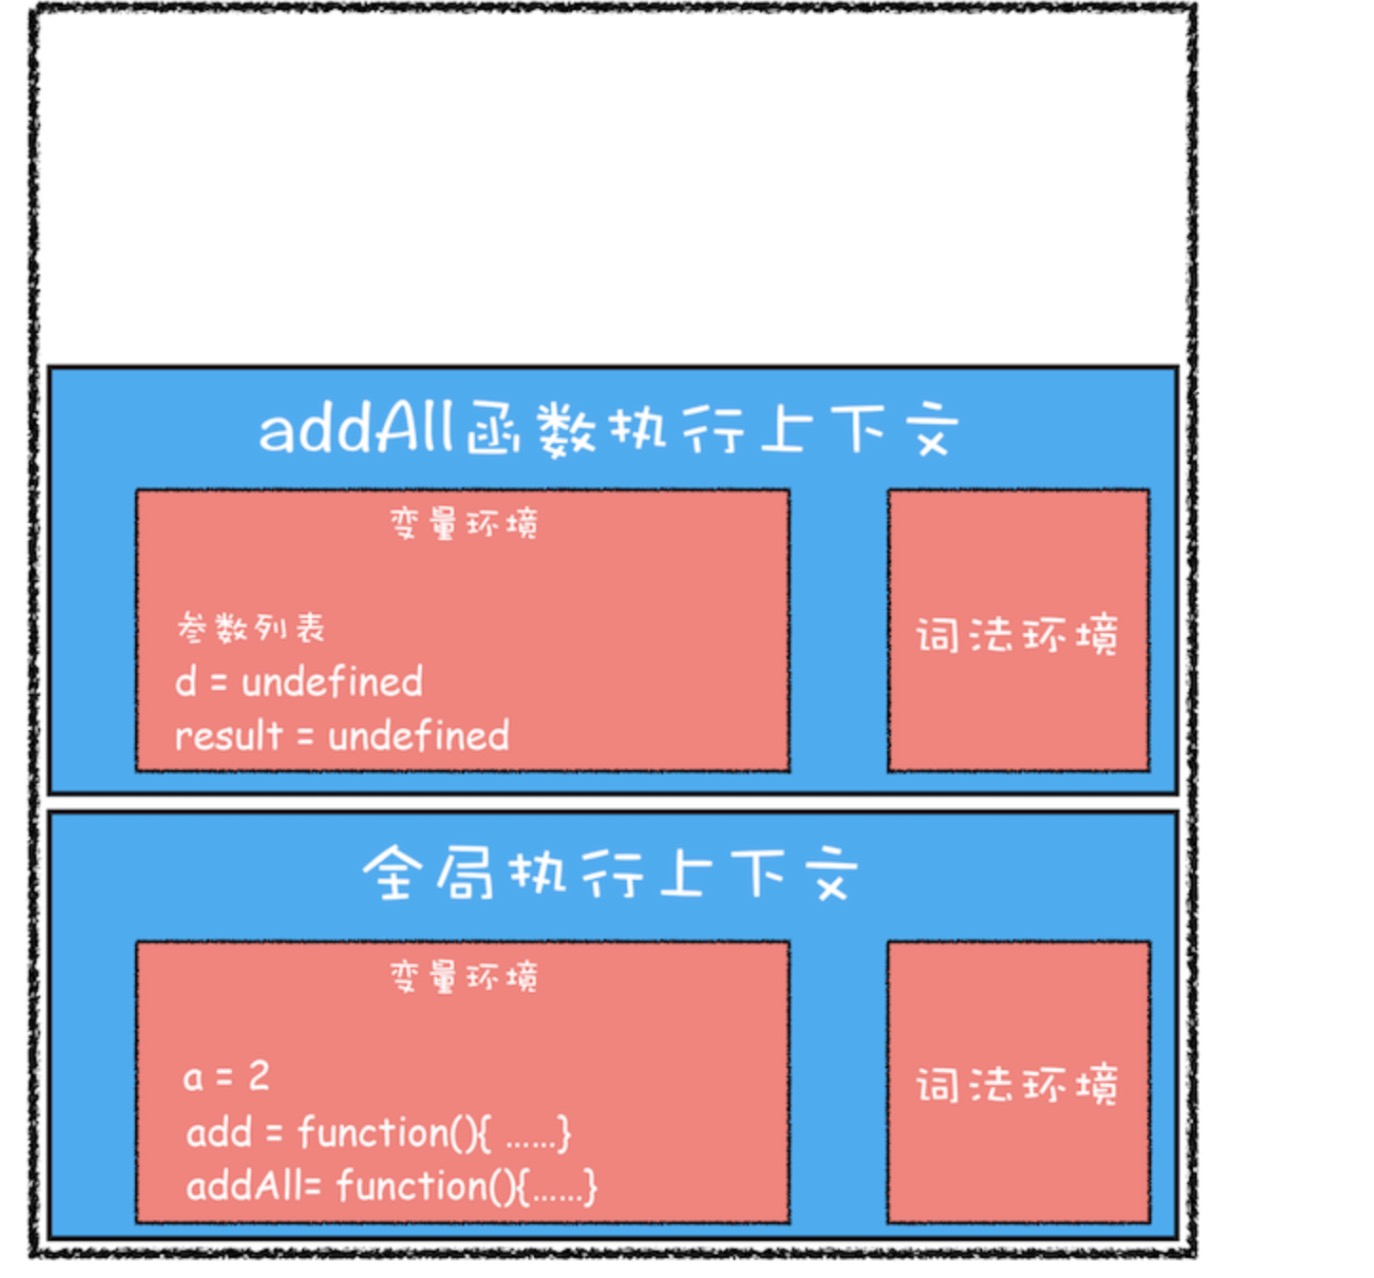 addAll函数执行上下文
变量环境
参数列表
d = undefined
result = undefined
词法环境
全局执行上下文
变量环境
a = 2
add = function(){ ......}
addAll= function(){......}
词法环境